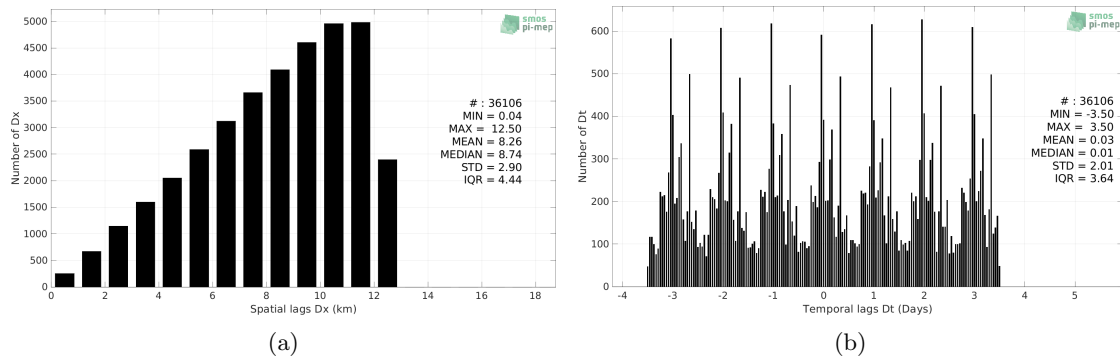 smos
pi-mep
5000
4500
4000
3500
3000
2500
2000
1500
1000
500
0
Number of Dx
# : 36106
MIN = 0.04
MAX = 12.50
MEAN = 8.26
MEDIAN = 8.74
STD = 2.90
IQR = 4.44
0 2 4 6 8 10 12 14 16 18
Spatial lags Dx (km)
(a)
smos
pi-mep
600
500
400
300
200
100
0
Number of Dt
# : 36106
MIN = -3.50
MAX = 3.50
MEAN = 0.03
MEDIAN = 0.01
STD = 2.01
IQR = 3.64
-4 -3 -2 -1 0 1 2 3 4 5
Temporal lags Dt (Days)
(b)